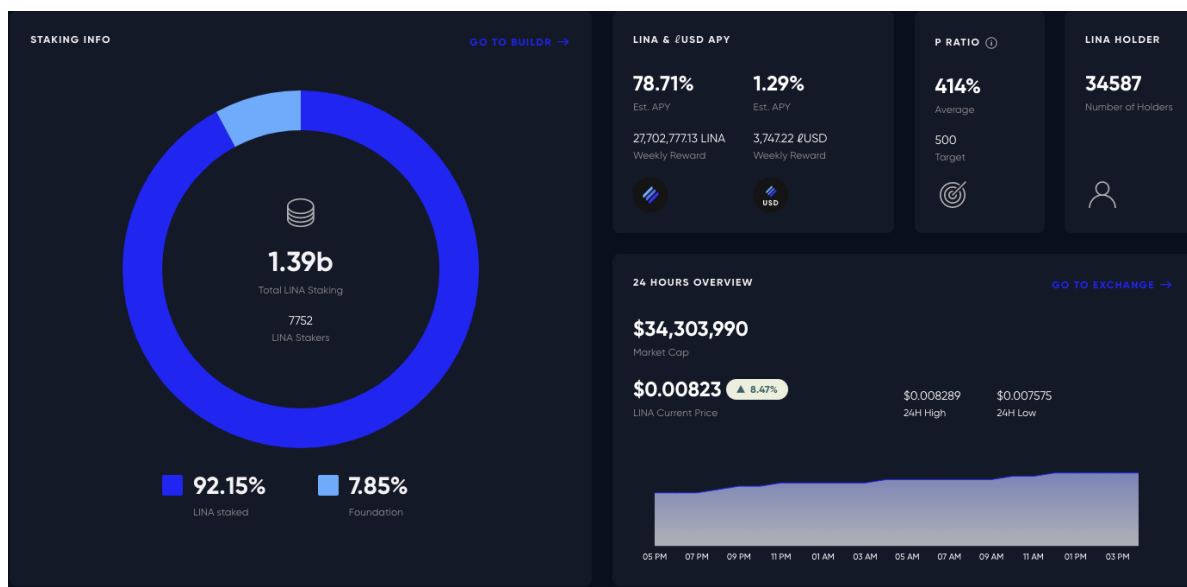 STAKING INFO
GO TO BUILDR →
1.39b
Total LINA Staking
7752
LINA Stakers
92.15%
LINA staked
7.85%
Foundation
LINA & ℓUSD APY
78.71%
Est. APY
27,702,777.13 LINA
Weekly Reward
1.29%
Est. APY
3,747.22 ℓUSD
Weekly Reward
USD
P RATIO
414%
Average
500
Target
LINA HOLDER
34587
Number of Holders
24 HOURS OVERVIEW
GO TO EXCHANGE →
$34,303,990
Market Cap
$0.00823 ▲ 8.47%
LINA Current Price
$0.008289
24H High
$0.007575
24H Low
05 PM 07 PM 09 PM 11 PM 01 AM 03 AM 05 AM 07 AM 09 AM 11 AM 01 PM 03 PM